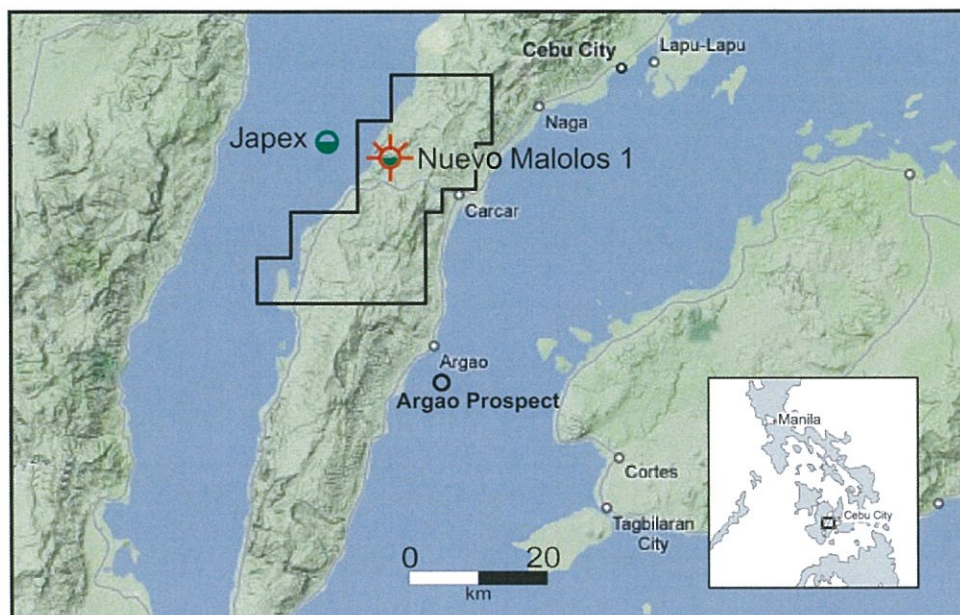 Cebu City
Lapu-Lapu
Naga
Japex
Nuevo Malolos 1
Carcar
Argao
Argao Prospect
Cortes
Tagbilaran
City
0 20
km
Manila
Cebu City